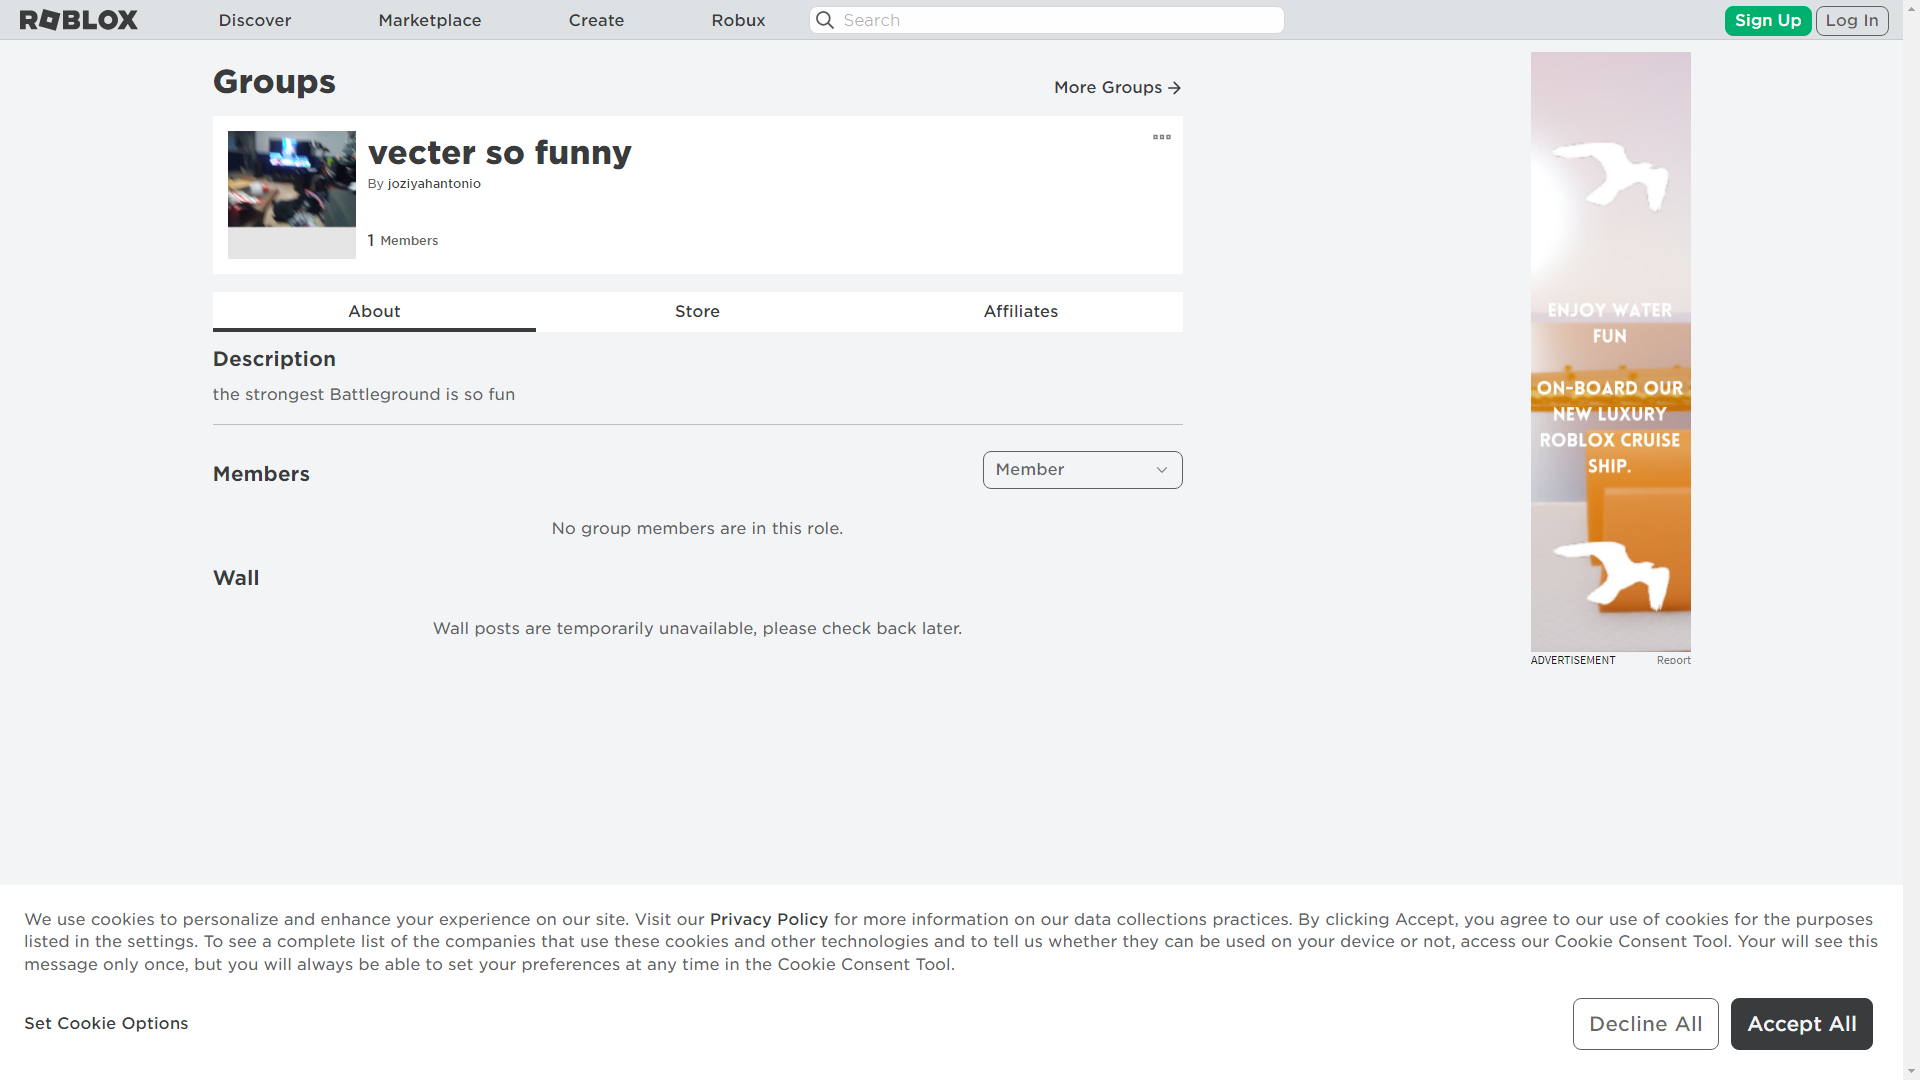 ROBLOX
Discover
Marketplace
Create
Robux
Search
Sign Up
Log In
Groups
More Groups
vecter so funny
By joziyahantonio
1 Members
About
Store
Affiliates
Description
the strongest Battleground is so fun
Members
Member
No group members are in this role.
Wall
Wall posts are temporarily unavailable, please check back later.
ENJOY WATER
FUN
ON-BOARD OUR
NEW LUXURY
ROBLOX CRUISE
SHIP.
ADVERTISEMENT
Report
We use cookies to personalize and enhance your experience on our site. Visit our Privacy Policy for more information on our data collections practices. By clicking Accept, you agree to our use of cookies for the purposes
listed in the settings. To see a complete list of the companies that use these cookies and other technologies and to tell us whether they can be used on your device or not, access our Cookie Consent Tool. Your will see this
message only once, but you will always be able to set your preferences at any time in the Cookie Consent Tool.
Set Cookie Options
Decline All
Accept All